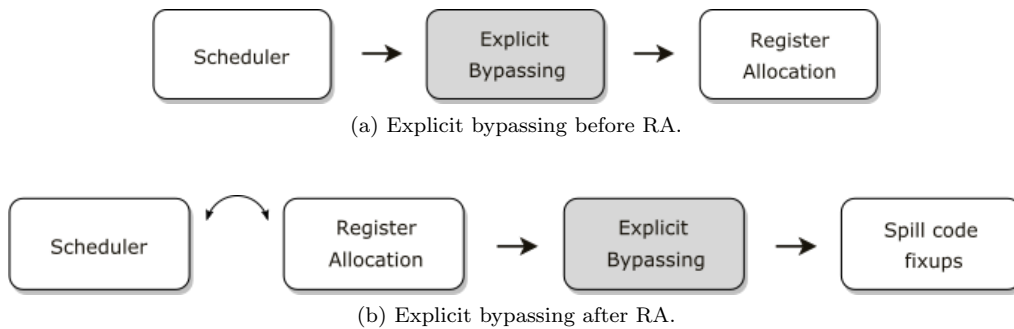 Scheduler
Explicit
Bypassing
Register
Allocation
(a) Explicit bypassing before RA.
Scheduler
Register
Allocation
Explicit
Bypassing
Spill code
fixups
(b) Explicit bypassing after RA.